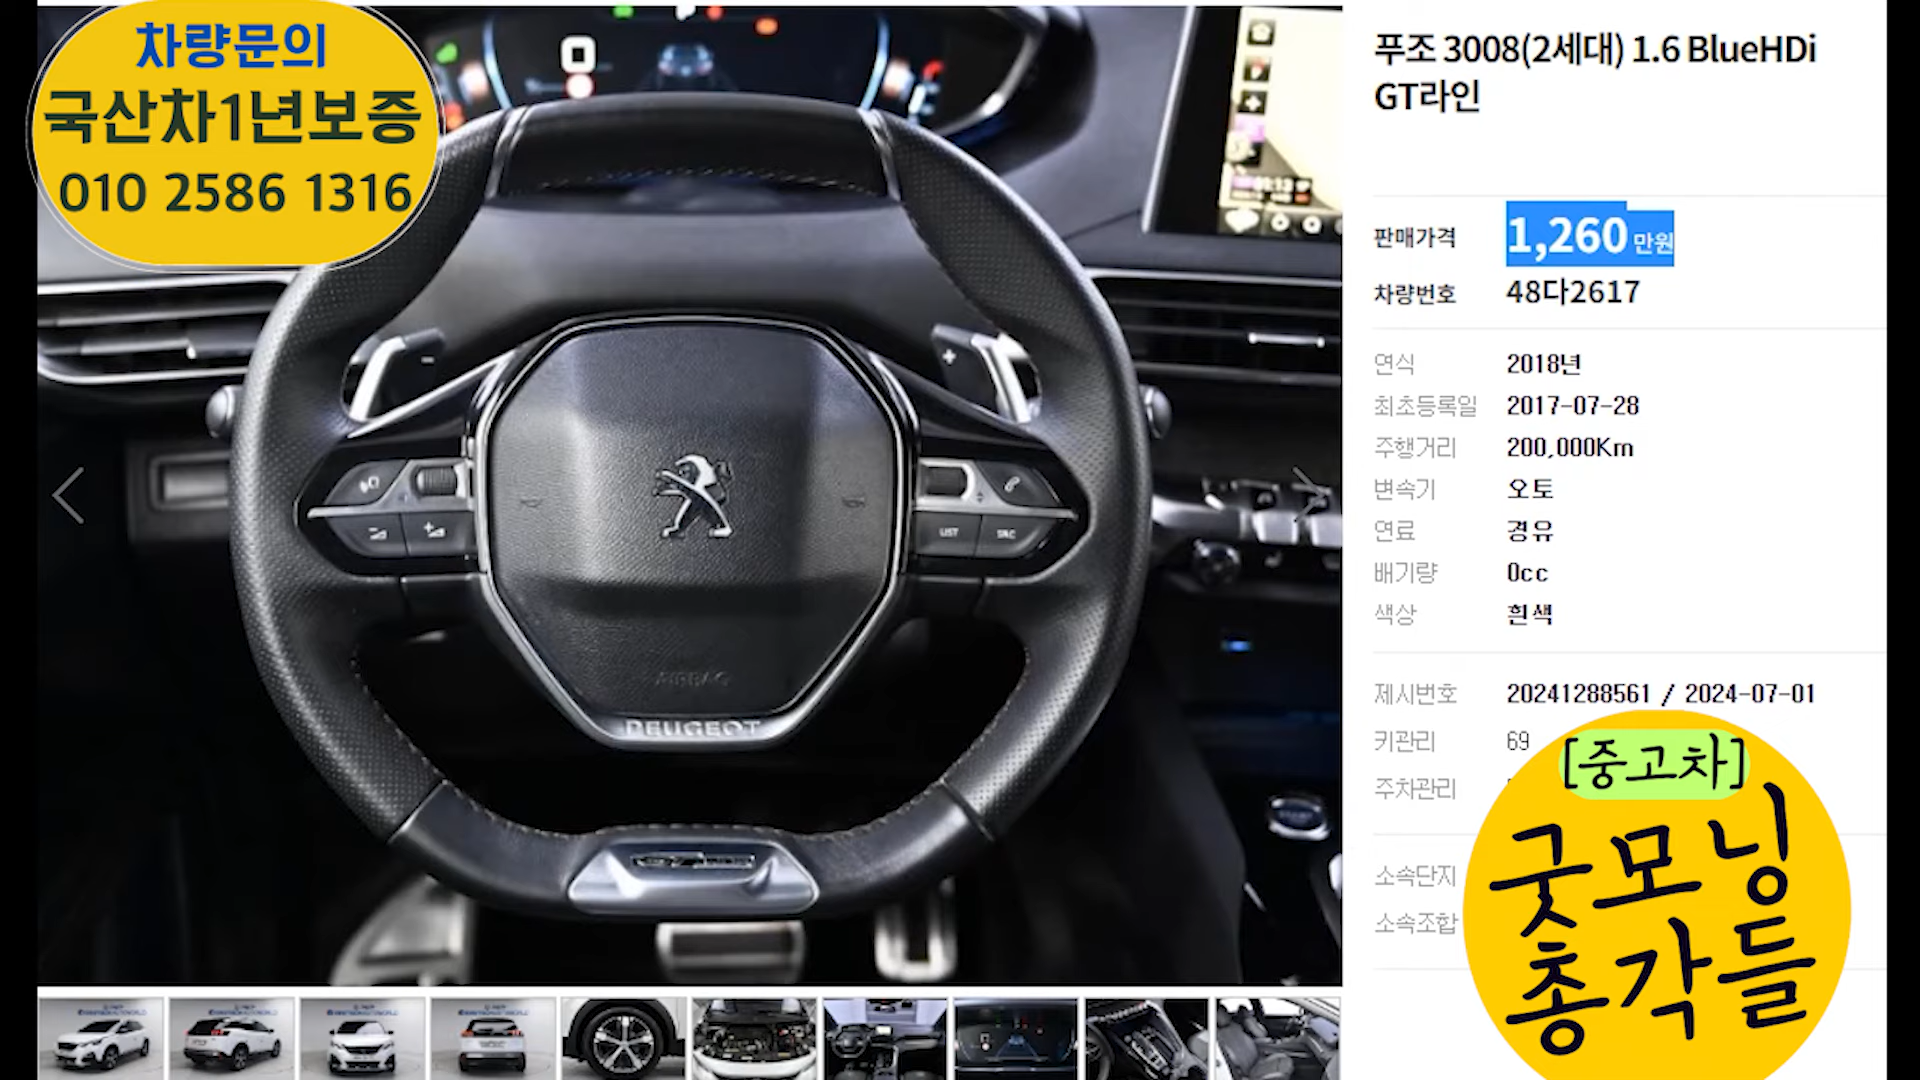 차량문의
국산차1년보증
010 2586 1316
푸조 3008(2세대) 1.6 BlueHDi
GT라인
판매가격 1,260 만원
차량번호 48다2617
연식 2018년
최초등록일 2017-07-28
주행거리 200,000Km
변속기 오토
연료 경유
배기량 0cc
색상 흰색
제시번호 20241288561 / 2024-07-01
키관리 69
주차관리
소속단지
소속조합
[중고차]
굿모닝
총각들
LIST
SRC
AIRBAG
PEUGEOT